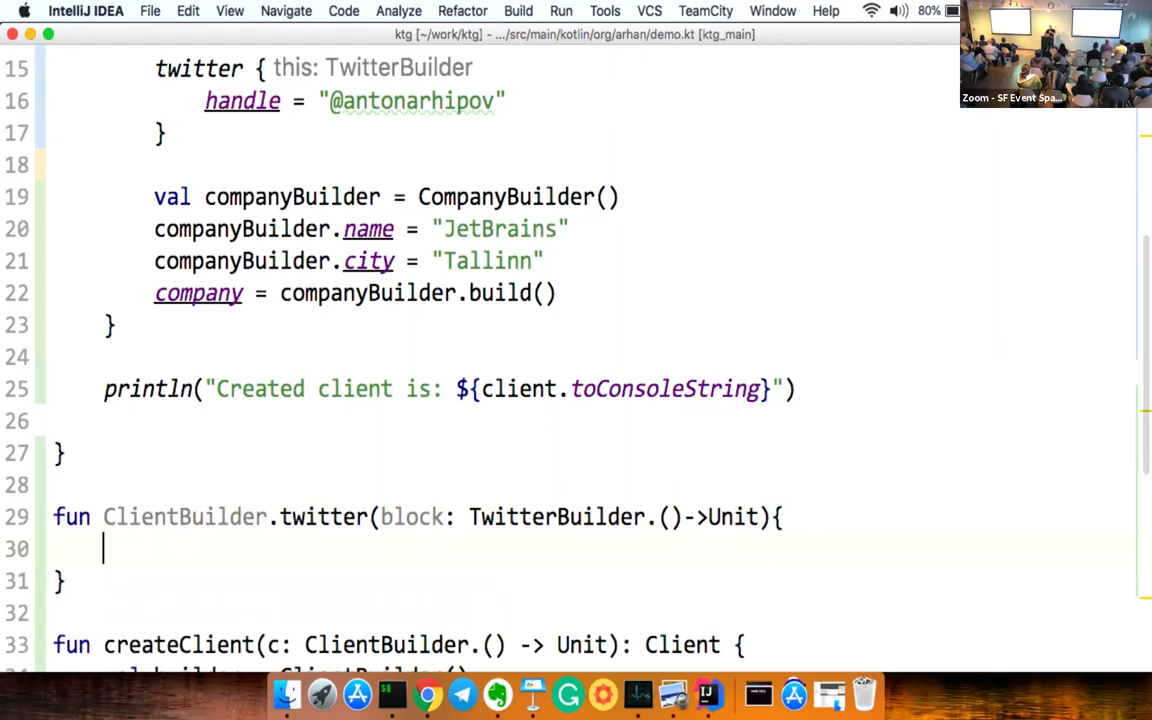 IntelliJ IDEA File Edit View Navigate Code Analyze Refactor Build Run Tools VCS TeamCity Window Help 80%
ktg [~/work/ktg] - .../src/main/kotlin/org/arhan/demo.kt [ktg_main]
Zoom - SF Event Spa...
15 twitter { this: TwitterBuilder
16 handle = "@antonarhipov"
17 }
18
19 val companyBuilder = CompanyBuilder()
20 companyBuilder.name = "JetBrains"
21 companyBuilder.city = "Tallinn"
22 company = companyBuilder.build()
23 }
24
25 println("Created client is: ${client.toConsoleString}")
26
27 }
28
29 fun ClientBuilder.twitter(block: TwitterBuilder.()->Unit){
30
31 }
32
33 fun createClient(c: ClientBuilder.() -> Unit): Client {